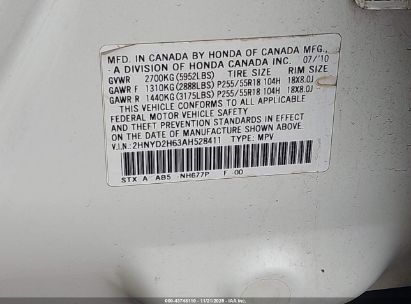 MFD. IN CANADA BY HONDA OF CANADA MFG.,
- A DIVISION OF HONDA CANADA INC. 07/10
GVWR 2700KG(5952LBS) TIRE SIZE RIM SIZE
GAWR F 1310KG(2888LBS) P255/55R18 104H 18X8.0J
GAWR R 1440KG(3175LBS) P255/55R18 104H 18X8.0J
THIS VEHICLE CONFORMS TO ALL APPLICABLE
FEDERAL MOTOR VEHICLE SAFETY, BUMPER
AND THEFT PREVENTION STANDARDS IN EFFECT
ON THE DATE OF MANUFACTURE SHOWN ABOVE.
V.I.N.: 2HNYD2H63AH528411 TYPE: MPV
STX A AB5 NH677P F 00